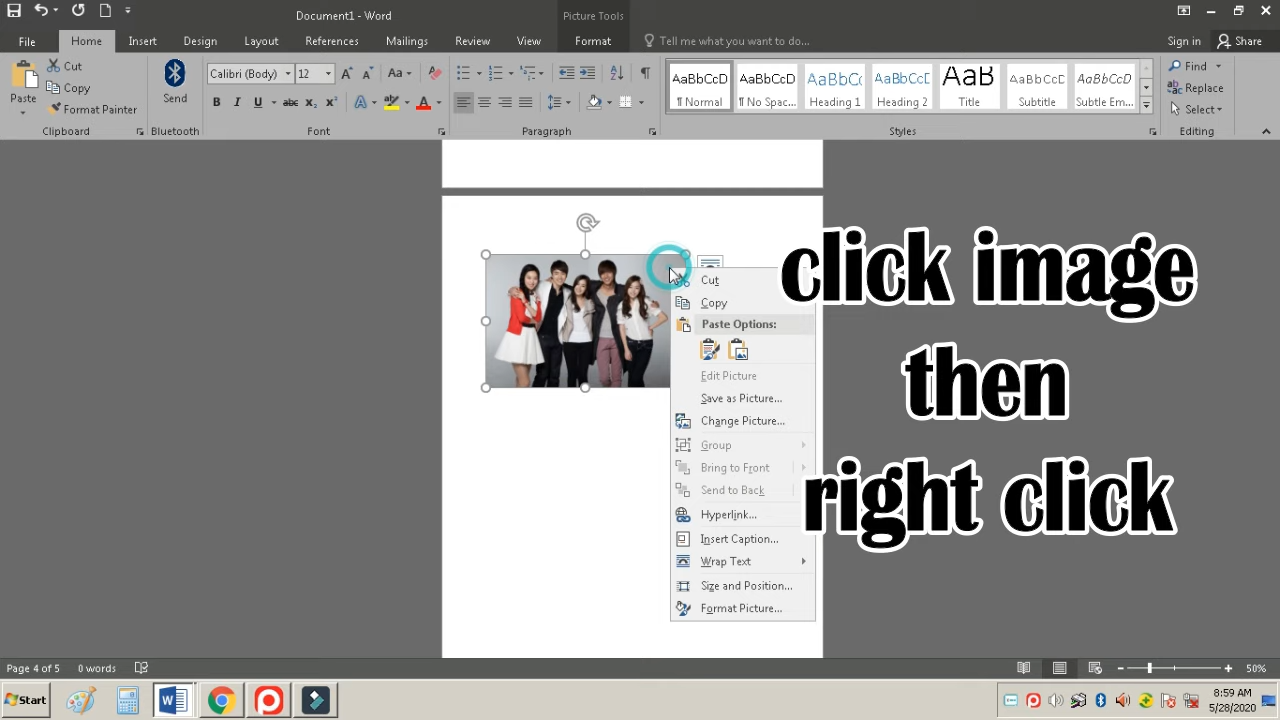 Document1 - Word
Picture Tools
File
Home
Insert
Design
Layout
References
Mailings
Review
View
Format
Tell me what you want to do...
Sign in
Share
Paste
Cut
Copy
Format Painter
Clipboard
Send
Bluetooth
Calibri (Body)
12
Font
Paragraph
AaBbCcD
¶ Normal
AaBbCcD
¶ No Spac...
AaBbC
Heading 1
AaBbCcE
Heading 2
AaB
Title
AaBbCcD
Subtitle
AaBbCcD
Subtle Em...
Styles
Find
Replace
Select
Editing
Cut
Copy
Paste Options:
Edit Picture
Save as Picture...
Change Picture...
Group
Bring to Front
Send to Back
Hyperlink...
Insert Caption...
Wrap Text
Size and Position...
Format Picture...
click image
then
right click
Page 4 of 5
0 words
50%
Start
8:59 AM
5/28/2020